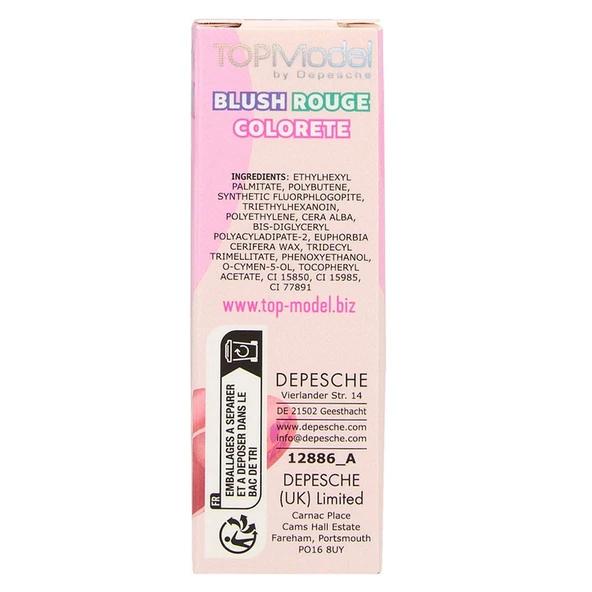 TOPModel
by Depesche
BLUSH ROUGE
COLORETE
INGREDIENTS: ETHYLHEXYL
PALMITATE, POLYBUTENE,
SYNTHETIC FLUORPHLOGOPITE,
TRIETHYLHEXANOIN,
POLYETHYLENE, CERA ALBA,
BIS-DIGLYCERYL
POLYACYLADIPATE-2, EUPHORBIA
CERIFERA WAX, TRIDECYL
TRIMELLITATE, PHENOXYETHANOL,
O-CYMEN-5-OL, TOCOPHERYL
ACETATE, CI 15850, CI 15985,
CI 77891
www.top-model.biz
FR
EMBALLAGES A SEPARER
ET A DEPOSER DANS LE
BAC DE TRI
DEPESCHE
Vierlander Str. 14
DE 21502 Geesthacht
www.depesche.com
info@depesche.com
12886_A
DEPESCHE
(UK) Limited
Carnac Place
Cams Hall Estate
Fareham, Portsmouth
PO16 8UY